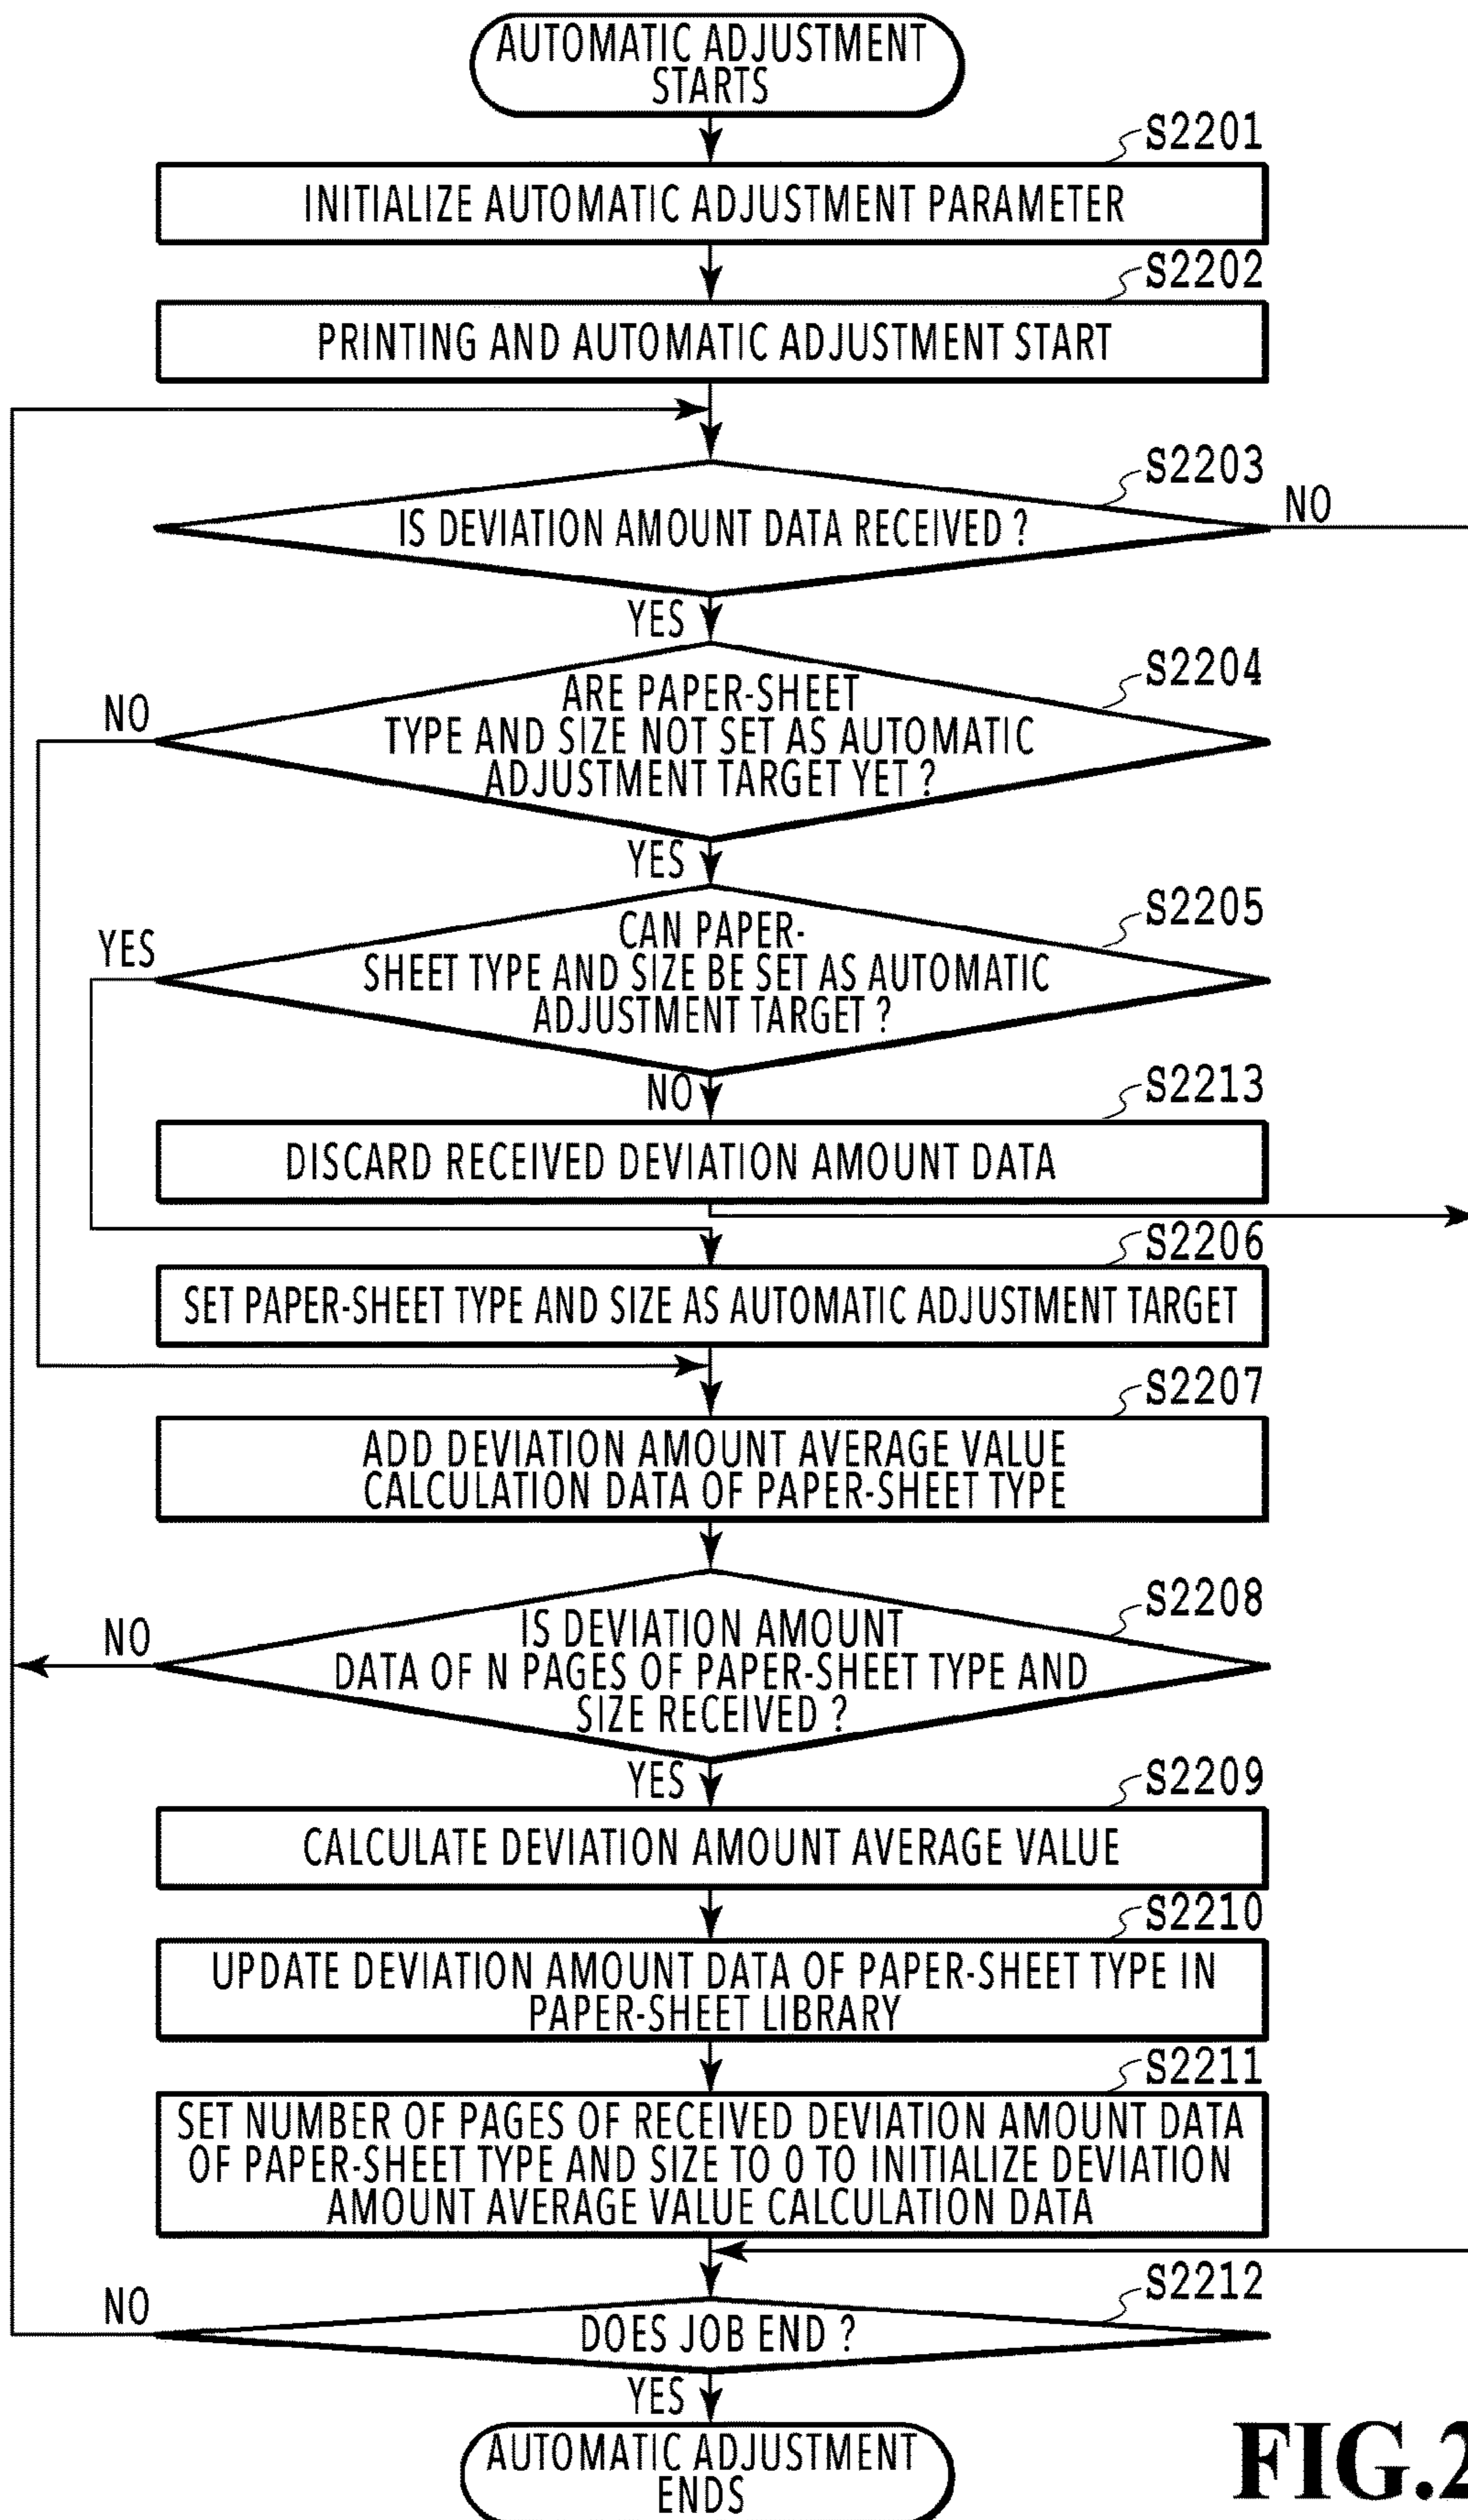 AUTOMATIC ADJUSTMENT
STARTS
S2201
INITIALIZE AUTOMATIC ADJUSTMENT PARAMETER
S2202
PRINTING AND AUTOMATIC ADJUSTMENT START
S2203
IS DEVIATION AMOUNT DATA RECEIVED ?
NO
YES
S2204
ARE PAPER-SHEET
TYPE AND SIZE NOT SET AS AUTOMATIC
ADJUSTMENT TARGET YET ?
NO
YES
S2205
CAN PAPER-
SHEET TYPE AND SIZE BE SET AS AUTOMATIC
ADJUSTMENT TARGET ?
YES
NO
S2213
DISCARD RECEIVED DEVIATION AMOUNT DATA
S2206
SET PAPER-SHEET TYPE AND SIZE AS AUTOMATIC ADJUSTMENT TARGET
S2207
ADD DEVIATION AMOUNT AVERAGE VALUE
CALCULATION DATA OF PAPER-SHEET TYPE
S2208
IS DEVIATION AMOUNT
DATA OF N PAGES OF PAPER-SHEET TYPE AND
SIZE RECEIVED ?
NO
YES
S2209
CALCULATE DEVIATION AMOUNT AVERAGE VALUE
S2210
UPDATE DEVIATION AMOUNT DATA OF PAPER-SHEET TYPE IN
PAPER-SHEET LIBRARY
S2211
SET NUMBER OF PAGES OF RECEIVED DEVIATION AMOUNT DATA
OF PAPER-SHEET TYPE AND SIZE TO 0 TO INITIALIZE DEVIATION
AMOUNT AVERAGE VALUE CALCULATION DATA
S2212
DOES JOB END ?
NO
YES
AUTOMATIC ADJUSTMENT
ENDS
FIG.2